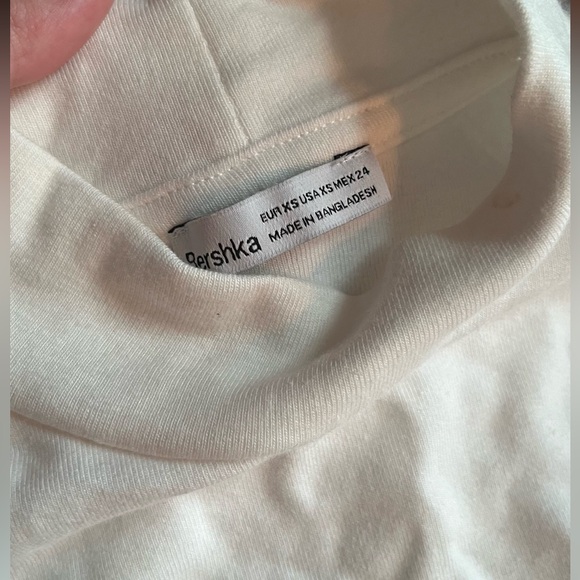 EUR XS USA XS MEX 24
Bershka MADE IN BANGLADESH